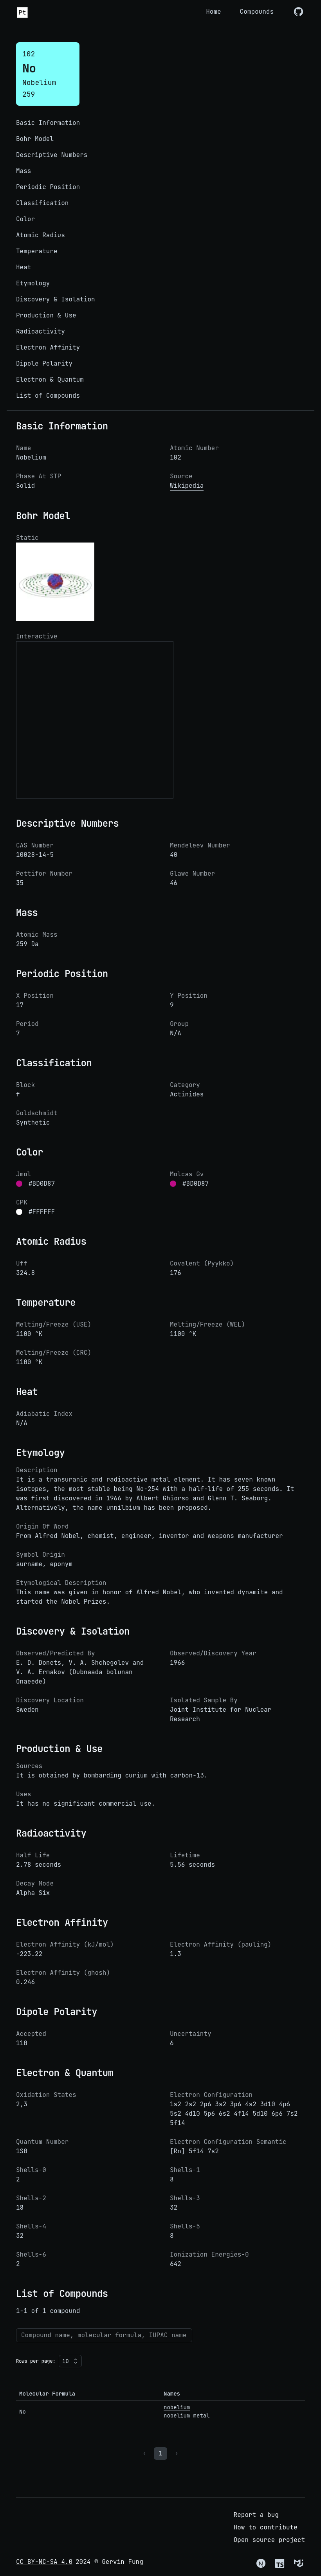 Pt
Home
Compounds
102
No
Nobelium
259
Basic Information
Bohr Model
Descriptive Numbers
Mass
Periodic Position
Classification
Color
Atomic Radius
Temperature
Heat
Etymology
Discovery & Isolation
Production & Use
Radioactivity
Electron Affinity
Dipole Polarity
Electron & Quantum
List of Compounds
Basic Information
Name
Nobelium
Atomic Number
102
Phase At STP
Solid
Source
Wikipedia
Bohr Model
Static
Interactive
Descriptive Numbers
CAS Number
10028-14-5
Mendeleev Number
40
Pettifor Number
35
Glawe Number
46
Mass
Atomic Mass
259 Da
Periodic Position
X Position
17
Y Position
9
Period
7
Group
N/A
Classification
Block
f
Category
Actinides
Goldschmidt
Synthetic
Color
Jmol
#BD0D87
Molcas Gv
#BD0D87
CPK
#FFFFFF
Atomic Radius
Uff
324.8
Covalent (Pyykko)
176
Temperature
Melting/Freeze (USE)
1100 °K
Melting/Freeze (WEL)
1100 °K
Melting/Freeze (CRC)
1100 °K
Heat
Adiabatic Index
N/A
Etymology
Description
It is a transuranic and radioactive metal element. It has seven known
isotopes, the most stable being No-254 with a half-life of 255 seconds. It
was first discovered in 1966 by Albert Ghiorso and Glenn T. Seaborg.
Alternatively, the name unnilbium has been proposed.
Origin Of Word
From Alfred Nobel, chemist, engineer, inventor and weapons manufacturer
Symbol Origin
surname, eponym
Etymological Description
This name was given in honor of Alfred Nobel, who invented dynamite and
started the Nobel Prizes.
Discovery & Isolation
Observed/Predicted By
E. D. Donets, V. A. Shchegolev and
V. A. Ermakov (Dubnaada bolunan
Onaeede)
Observed/Discovery Year
1966
Discovery Location
Sweden
Isolated Sample By
Joint Institute for Nuclear
Research
Production & Use
Sources
It is obtained by bombarding curium with carbon-13.
Uses
It has no significant commercial use.
Radioactivity
Half Life
2.78 seconds
Lifetime
5.56 seconds
Decay Mode
Alpha Six
Electron Affinity
Electron Affinity (kJ/mol)
-223.22
Electron Affinity (pauling)
1.3
Electron Affinity (ghosh)
0.246
Dipole Polarity
Accepted
110
Uncertainty
6
Electron & Quantum
Oxidation States
2,3
Electron Configuration
1s2 2s2 2p6 3s2 3p6 4s2 3d10 4p6
5s2 4d10 5p6 6s2 4f14 5d10 6p6 7s2
5f14
Quantum Number
1S0
Electron Configuration Semantic
[Rn] 5f14 7s2
Shells-0
2
Shells-1
8
Shells-2
18
Shells-3
32
Shells-4
32
Shells-5
8
Shells-6
2
Ionization Energies-0
642
List of Compounds
1-1 of 1 compound
Compound name, molecular formula, IUPAC name
Rows per page: 10
Molecular Formula
Names
No
nobelium
nobelium metal
‹ 1 ›
Report a bug
How to contribute
Open source project
CC BY-NC-SA 4.0 2024 © Gervin Fung
N
TS